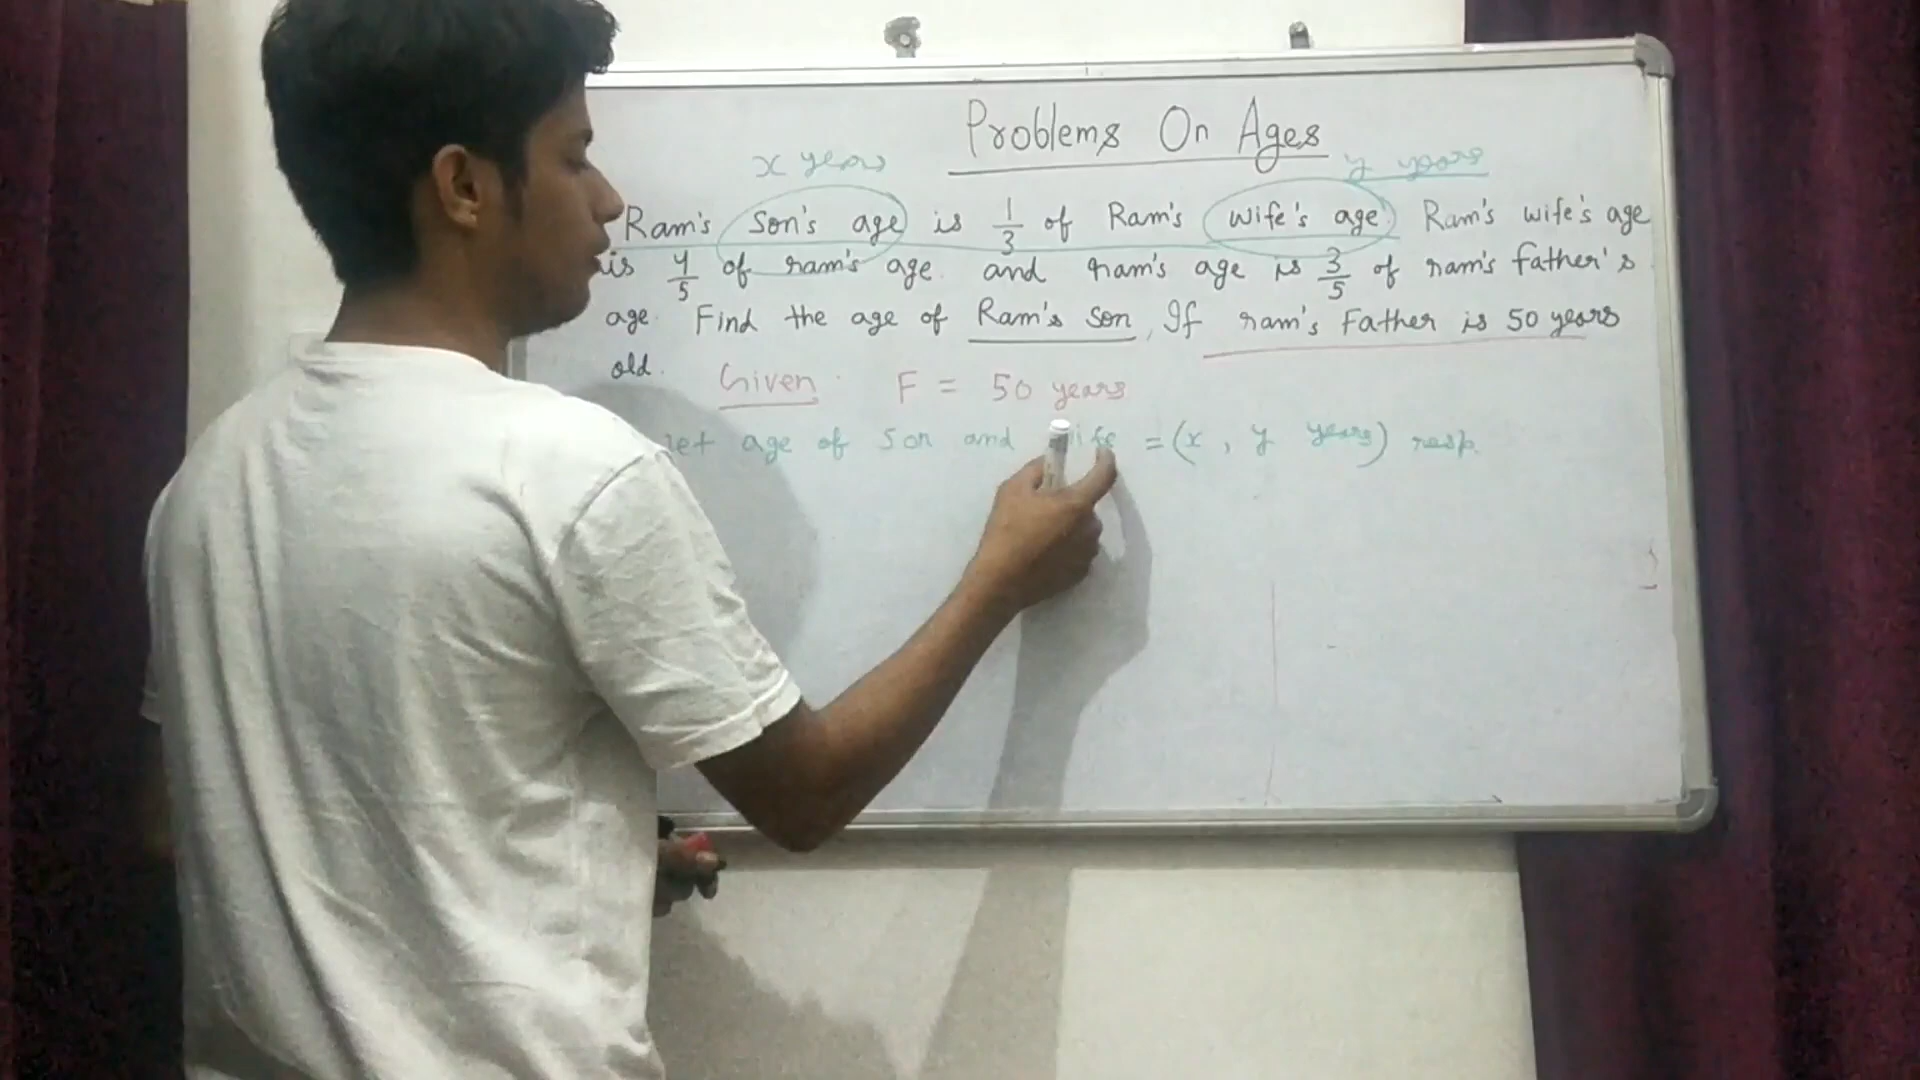 Problems On Ages
x years
y years
Ram's Son's age is 1/3 of Ram's wife's age. Ram's wife's age
is 4/5 of ram's age. and ram's age is 3/5 of ram's father's
age. Find the age of Ram's Son, If ram's Father is 50 years
old.
Given. F = 50 years
let age of Son and wife = (x, y years) resp.